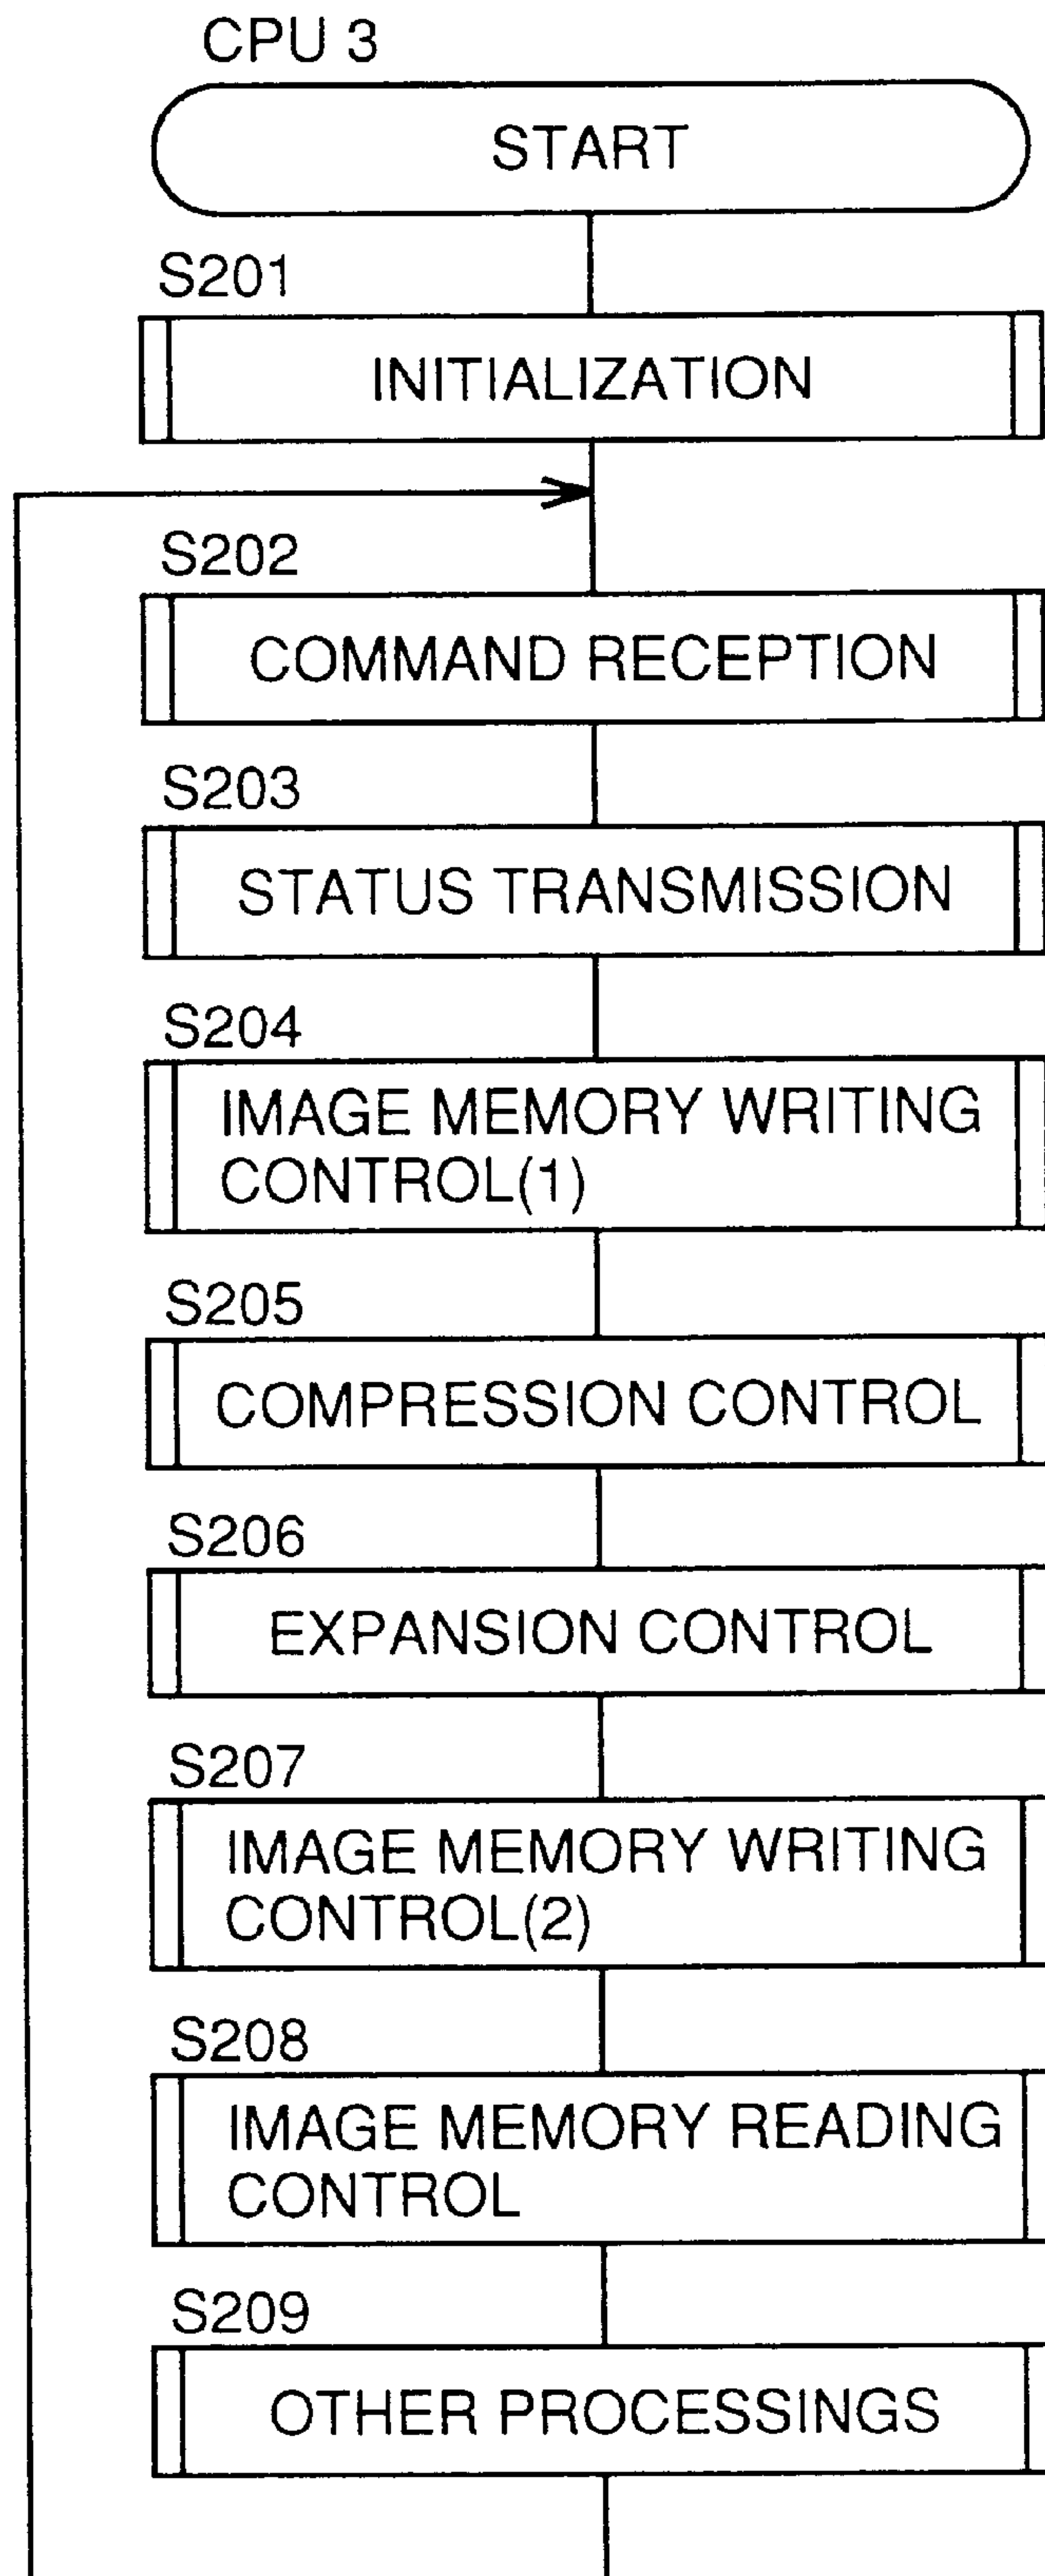 CPU 3
START
S201
INITIALIZATION
S202
COMMAND RECEPTION
S203
STATUS TRANSMISSION
S204
IMAGE MEMORY WRITING
CONTROL(1)
S205
COMPRESSION CONTROL
S206
EXPANSION CONTROL
S207
IMAGE MEMORY WRITING
CONTROL(2)
S208
IMAGE MEMORY READING
CONTROL
S209
OTHER PROCESSINGS